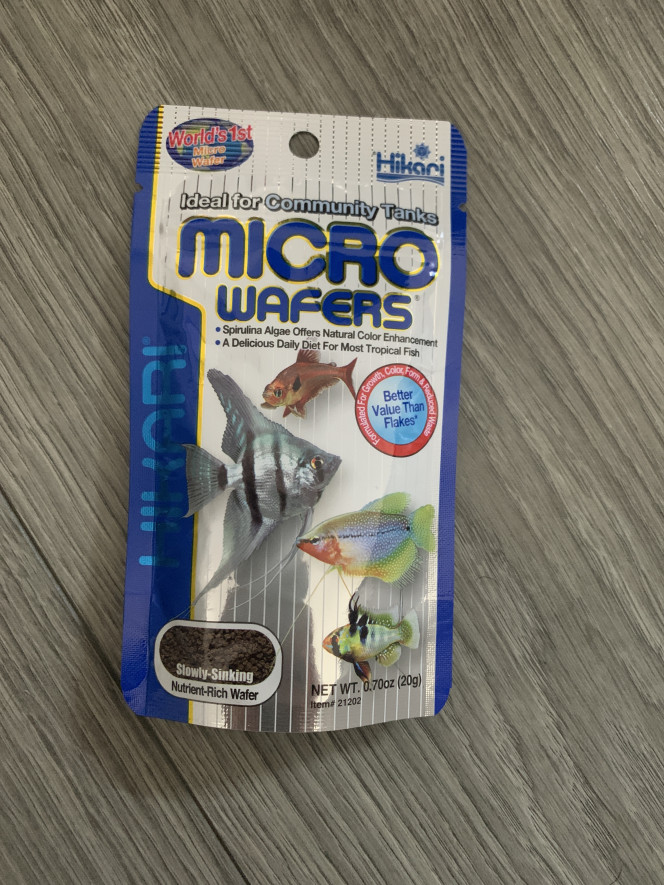 World's 1st
Micro
Wafer
Hikari
Ideal for Community Tanks
MICRO
WAFERS®
• Spirulina Algae Offers Natural Color Enhancement
• A Delicious Daily Diet For Most Tropical Fish
Formulated For Growth, Color, Form & Reduced Waste
Better
Value Than
Flakes*
HIKARI®
Slowly-Sinking
Nutrient-Rich Wafer
NET WT. 0.70oz (20g)
Item# 21202